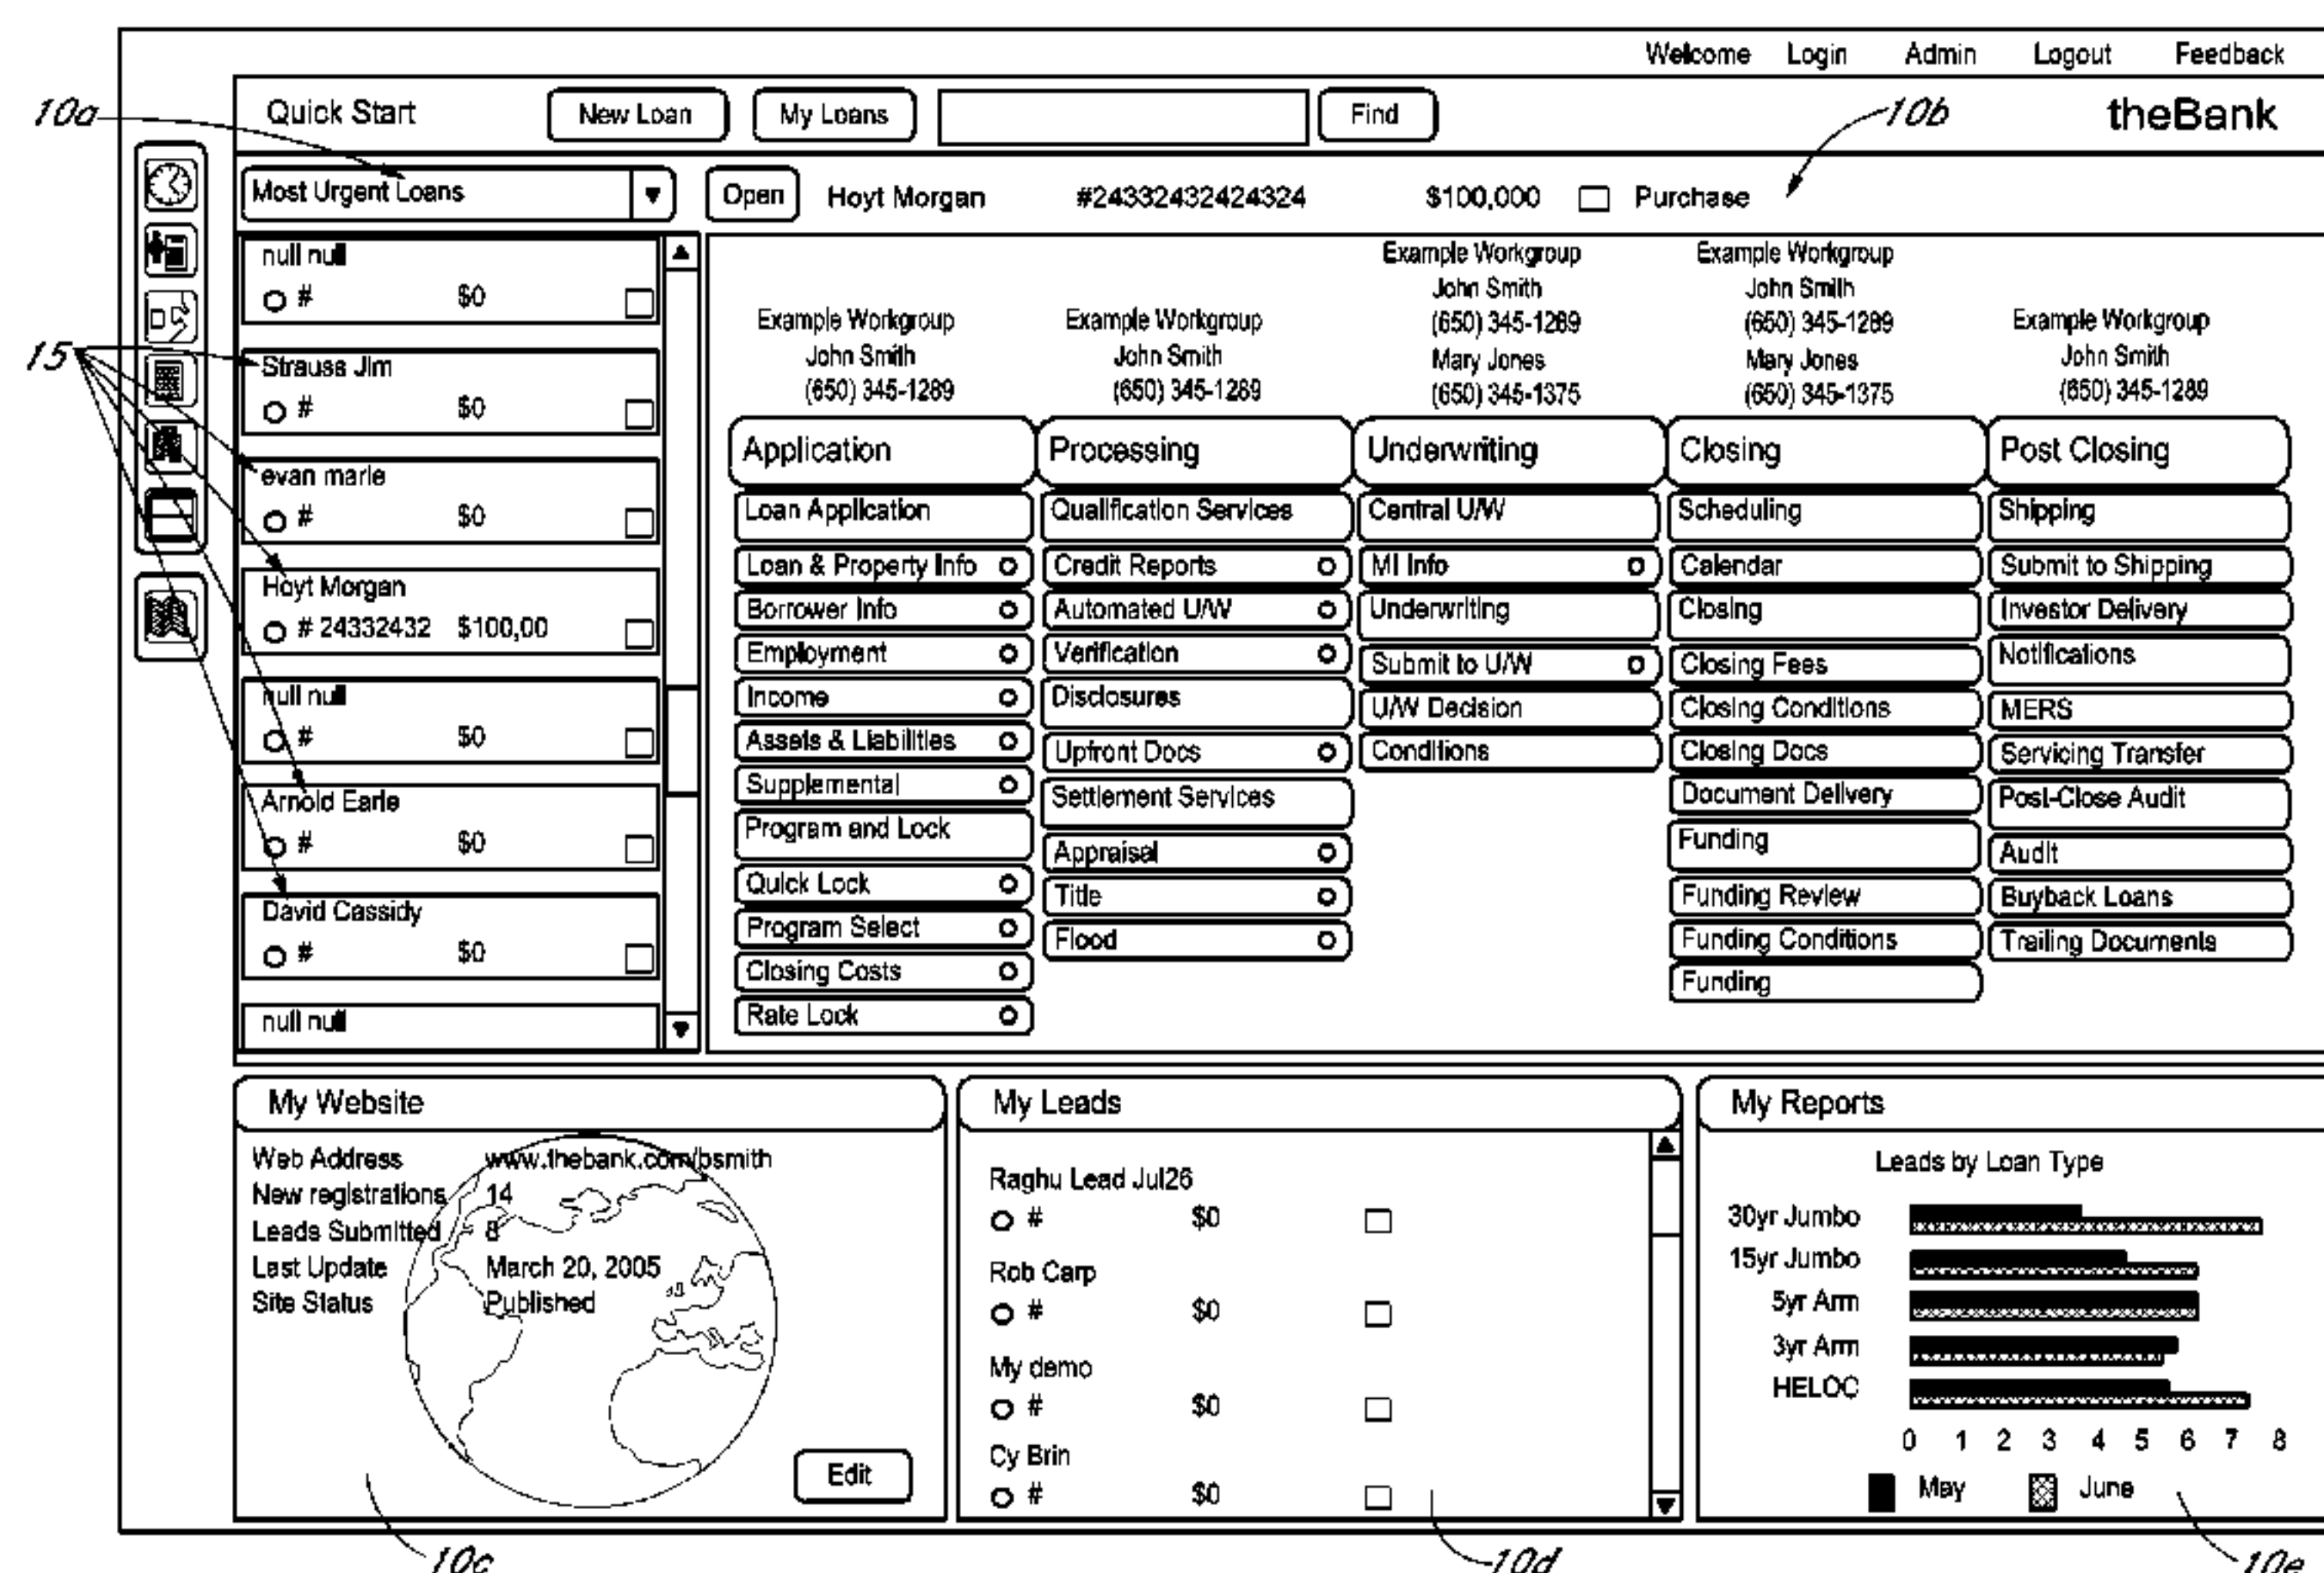 Welcome Login Admin Logout Feedback
10a
Quick Start New Loan My Loans Find 10b theBank
Most Urgent Loans Open Hoyt Morgan #24332432424324 $100,000 Purchase
null null
# $0
15
Strauss Jim
# $0
evan marie
# $0
Hoyt Morgan
# 24332432 $100,00
null null
# $0
Arnold Earle
# $0
David Cassidy
# $0
null null
Example Workgroup
John Smith
(650) 345-1289
Application
Loan Application
Loan & Property Info
Borrower Info
Employment
Income
Assets & Liabilities
Supplemental
Program and Lock
Quick Lock
Program Select
Closing Costs
Rate Lock
Example Workgroup
John Smith
(650) 345-1289
Processing
Qualification Services
Credit Reports
Automated U/W
Verification
Disclosures
Upfront Docs
Settlement Services
Appraisal
Title
Flood
Example Workgroup
John Smith
(650) 345-1289
Mary Jones
(650) 345-1375
Underwriting
Central U/W
MI Info
Underwriting
Submit to U/W
U/W Decision
Conditions
Example Workgroup
John Smith
(650) 345-1289
Mary Jones
(650) 345-1375
Closing
Scheduling
Calendar
Closing
Closing Fees
Closing Conditions
Closing Docs
Document Delivery
Funding
Funding Review
Funding Conditions
Funding
Example Workgroup
John Smith
(650) 345-1289
Post Closing
Shipping
Submit to Shipping
Investor Delivery
Notifications
MERS
Servicing Transfer
Post-Close Audit
Audit
Buyback Loans
Trailing Documents
My Website
Web Address www.thebank.com/bsmith
New registrations 14
Leads Submitted 8
Last Update March 20, 2005
Site Status Published
Edit
10c
My Leads
Raghu Lead Jul26
# $0
Rob Carp
# $0
My demo
# $0
Cy Brin
# $0
10d
My Reports
Leads by Loan Type
30yr Jumbo
15yr Jumbo
5yr Arm
3yr Arm
HELOC
0 1 2 3 4 5 6 7 8
May June
10e